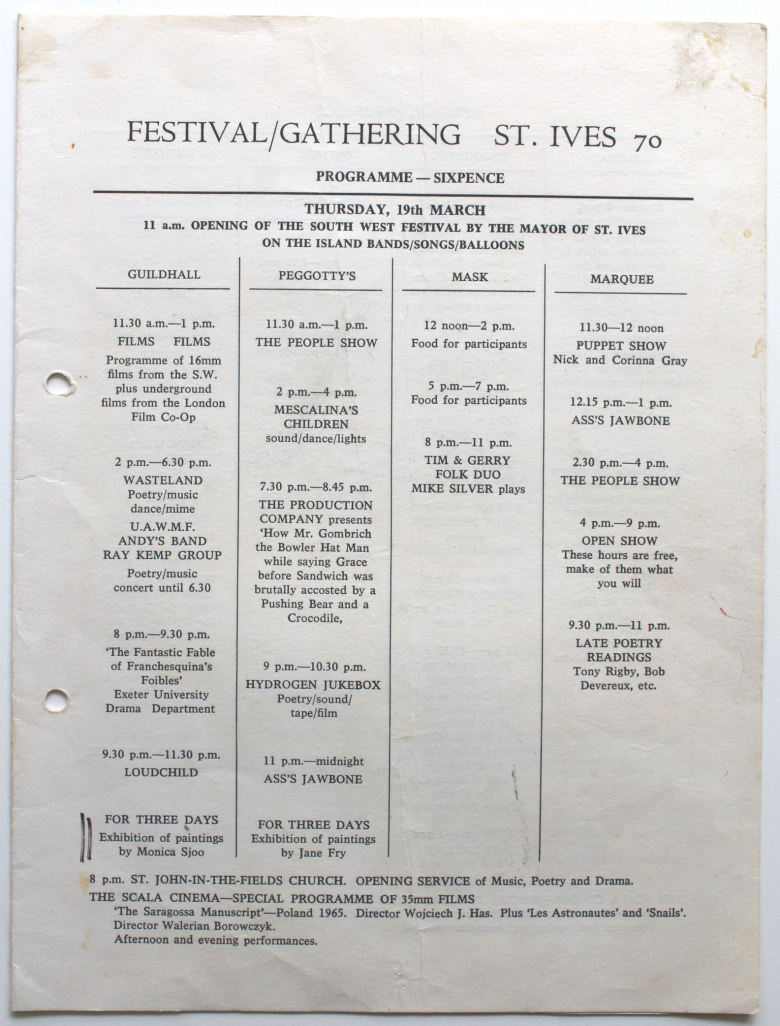 FESTIVAL/GATHERING ST. IVES 70
PROGRAMME — SIXPENCE
THURSDAY, 19th MARCH
11 a.m. OPENING OF THE SOUTH WEST FESTIVAL BY THE MAYOR OF ST. IVES
ON THE ISLAND BANDS/SONGS/BALLOONS
GUILDHALL
11.30 a.m.—1 p.m.
FILMS FILMS
Programme of 16mm
films from the S.W.
plus underground
films from the London
Film Co-Op
2 p.m.—6.30 p.m.
WASTELAND
Poetry/music
dance/mime
U.A.W.M.F.
ANDY'S BAND
RAY KEMP GROUP
Poetry/music
concert until 6.30
8 p.m.—9.30 p.m.
'The Fantastic Fable
of Franchesquina's
Foibles'
Exeter University
Drama Department
9.30 p.m.—11.30 p.m.
LOUDCHILD
FOR THREE DAYS
Exhibition of paintings
by Monica Sjoo
PEGGOTTY'S
11.30 a.m.—1 p.m.
THE PEOPLE SHOW
2 p.m.—4 p.m.
MESCALINA'S
CHILDREN
sound/dance/lights
7.30 p.m.—8.45 p.m.
THE PRODUCTION
COMPANY presents
'How Mr. Gombrich
the Bowler Hat Man
while saying Grace
before Sandwich was
brutally accosted by a
Pushing Bear and a
Crocodile,
9 p.m.—10.30 p.m.
HYDROGEN JUKEBOX
Poetry/sound/
tape/film
11 p.m.—midnight
ASS'S JAWBONE
FOR THREE DAYS
Exhibition of paintings
by Jane Fry
MASK
12 noon—2 p.m.
Food for participants
5 p.m.—7 p.m.
Food for participants
8 p.m.—11 p.m.
TIM & GERRY
FOLK DUO
MIKE SILVER plays
MARQUEE
11.30—12 noon
PUPPET SHOW
Nick and Corinna Gray
12.15 p.m.—1 p.m.
ASS'S JAWBONE
2.30 p.m.—4 p.m.
THE PEOPLE SHOW
4 p.m.—9 p.m.
OPEN SHOW
These hours are free,
make of them what
you will
9.30 p.m.—11 p.m.
LATE POETRY
READINGS
Tony Rigby, Bob
Devereux, etc.
8 p.m. ST. JOHN-IN-THE-FIELDS CHURCH. OPENING SERVICE of Music, Poetry and Drama.
THE SCALA CINEMA—SPECIAL PROGRAMME OF 35mm FILMS
'The Saragossa Manuscript'—Poland 1965. Director Wojciech J. Has. Plus 'Les Astronautes' and 'Snails'.
Director Walerian Borowczyk.
Afternoon and evening performances.